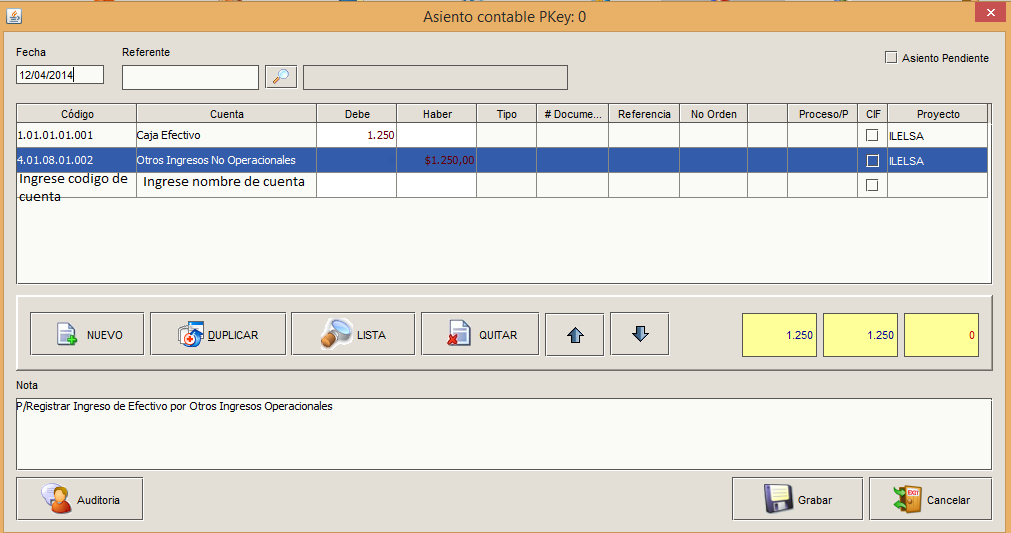 Asiento contable PKey: 0
Fecha Referente
12/04/2014 Asiento Pendiente
Código Cuenta Debe Haber Tipo # Docume... Referencia No Orden Proceso/P CIF Proyecto
1.01.01.01.001 Caja Efectivo 1.250 ILELSA
4.01.08.01.002 Otros Ingresos No Operacionales $1.250,00 ILELSA
Ingrese codigo de Ingrese nombre de cuenta
cuenta
NUEVO DUPLICAR LISTA QUITAR 1.250 1.250 0
Nota
P/Registrar Ingreso de Efectivo por Otros Ingresos Operacionales
Auditoria Grabar EXIT Cancelar